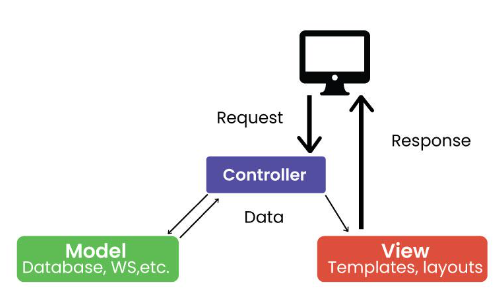 Request
Response
Controller
Data
Model
Database, WS,etc.
View
Templates, layouts